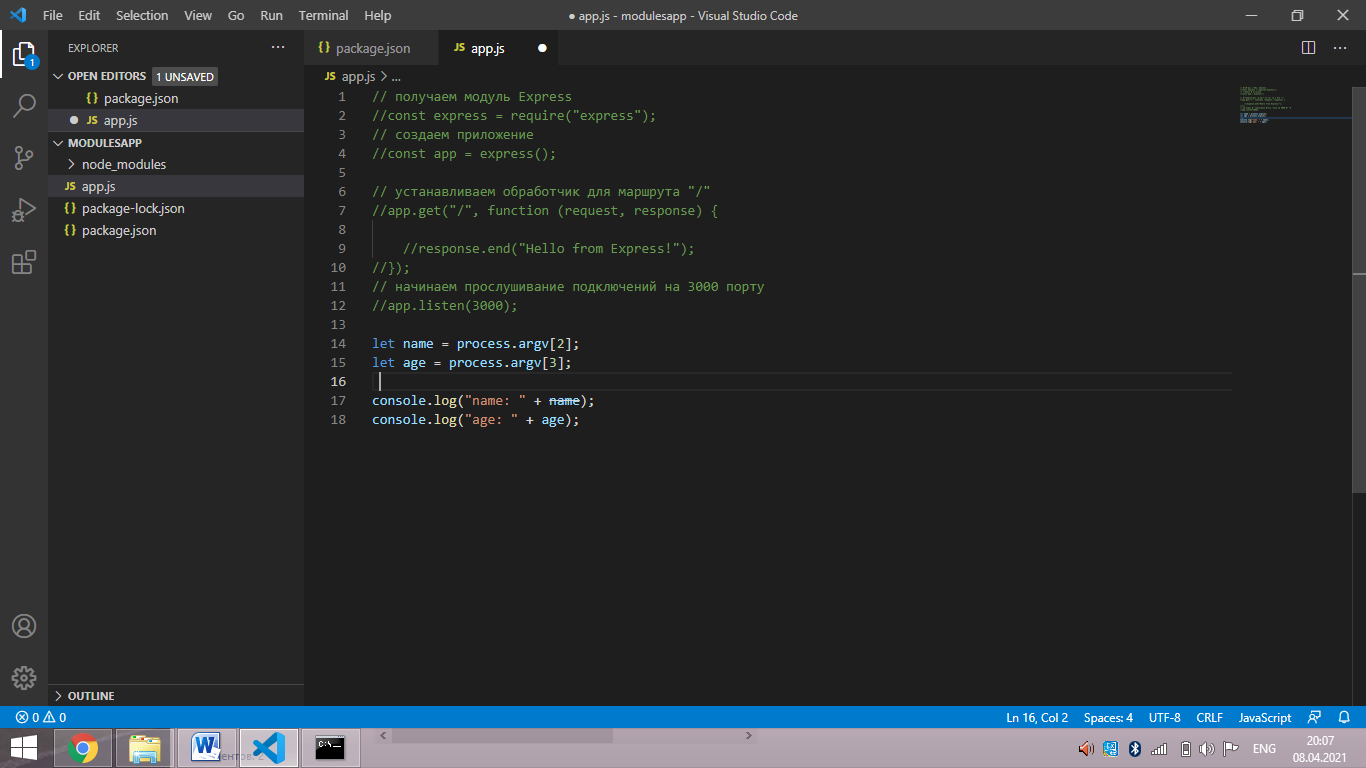 File Edit Selection View Go Run Terminal Help
● app.js - modulesapp - Visual Studio Code
EXPLORER
OPEN EDITORS 1 UNSAVED
{} package.json
● JS app.js
MODULESAPP
node_modules
JS app.js
{} package-lock.json
{} package.json
OUTLINE
{} package.json JS app.js ●
JS app.js > ...
1 // получаем модуль Express
2 //const express = require("express");
3 // создаем приложение
4 //const app = express();
5
6 // устанавливаем обработчик для маршрута "/"
7 //app.get("/", function (request, response) {
8
9 //response.end("Hello from Express!");
10 //});
11 // начинаем прослушивание подключений на 3000 порту
12 //app.listen(3000);
13
14 let name = process.argv[2];
15 let age = process.argv[3];
16
17 console.log("name: " + name);
18 console.log("age: " + age);
0 0
Ln 16, Col 2 Spaces: 4 UTF-8 CRLF JavaScript
1
C:\_
ENG
20:07
08.04.2021